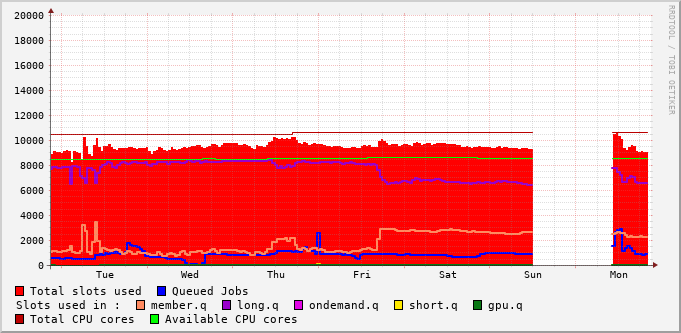 RRDTOOL / TOBI OETIKER
20000
18000
16000
14000
12000
10000
8000
6000
4000
2000
0
Tue Wed Thu Fri Sat Sun Mon
Total slots used Queued Jobs
Slots used in : member.q long.q ondemand.q short.q gpu.q
Total CPU cores Available CPU cores